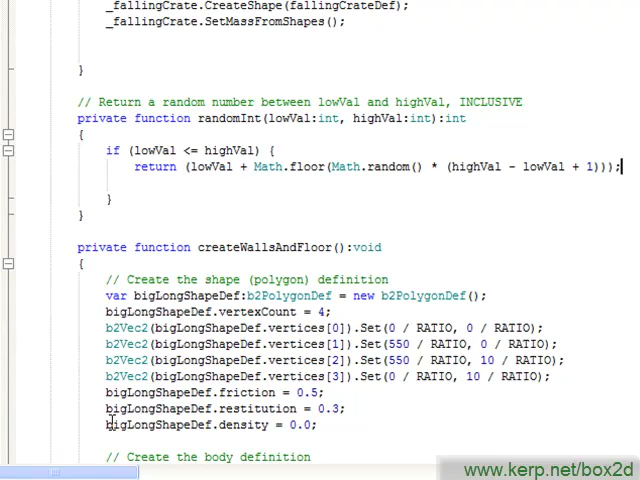 _fallingCrate.CreateShape(fallingCrateDef);
_fallingCrate.SetMassFromShapes();
}
// Return a random number between lowVal and highVal, INCLUSIVE
private function randomInt(lowVal:int, highVal:int):int
{
if (lowVal <= highVal) {
return (lowVal + Math.floor(Math.random() * (highVal - lowVal + 1)));
}
}
private function createWallsAndFloor():void
{
// Create the shape (polygon) definition
var bigLongShapeDef:b2PolygonDef = new b2PolygonDef();
bigLongShapeDef.vertexCount = 4;
b2Vec2(bigLongShapeDef.vertices[0]).Set(0 / RATIO, 0 / RATIO);
b2Vec2(bigLongShapeDef.vertices[1]).Set(550 / RATIO, 0 / RATIO);
b2Vec2(bigLongShapeDef.vertices[2]).Set(550 / RATIO, 10 / RATIO);
b2Vec2(bigLongShapeDef.vertices[3]).Set(0 / RATIO, 10 / RATIO);
bigLongShapeDef.friction = 0.5;
bigLongShapeDef.restitution = 0.3;
bigLongShapeDef.density = 0.0;
// Create the body definition
www.kerp.net/box2d